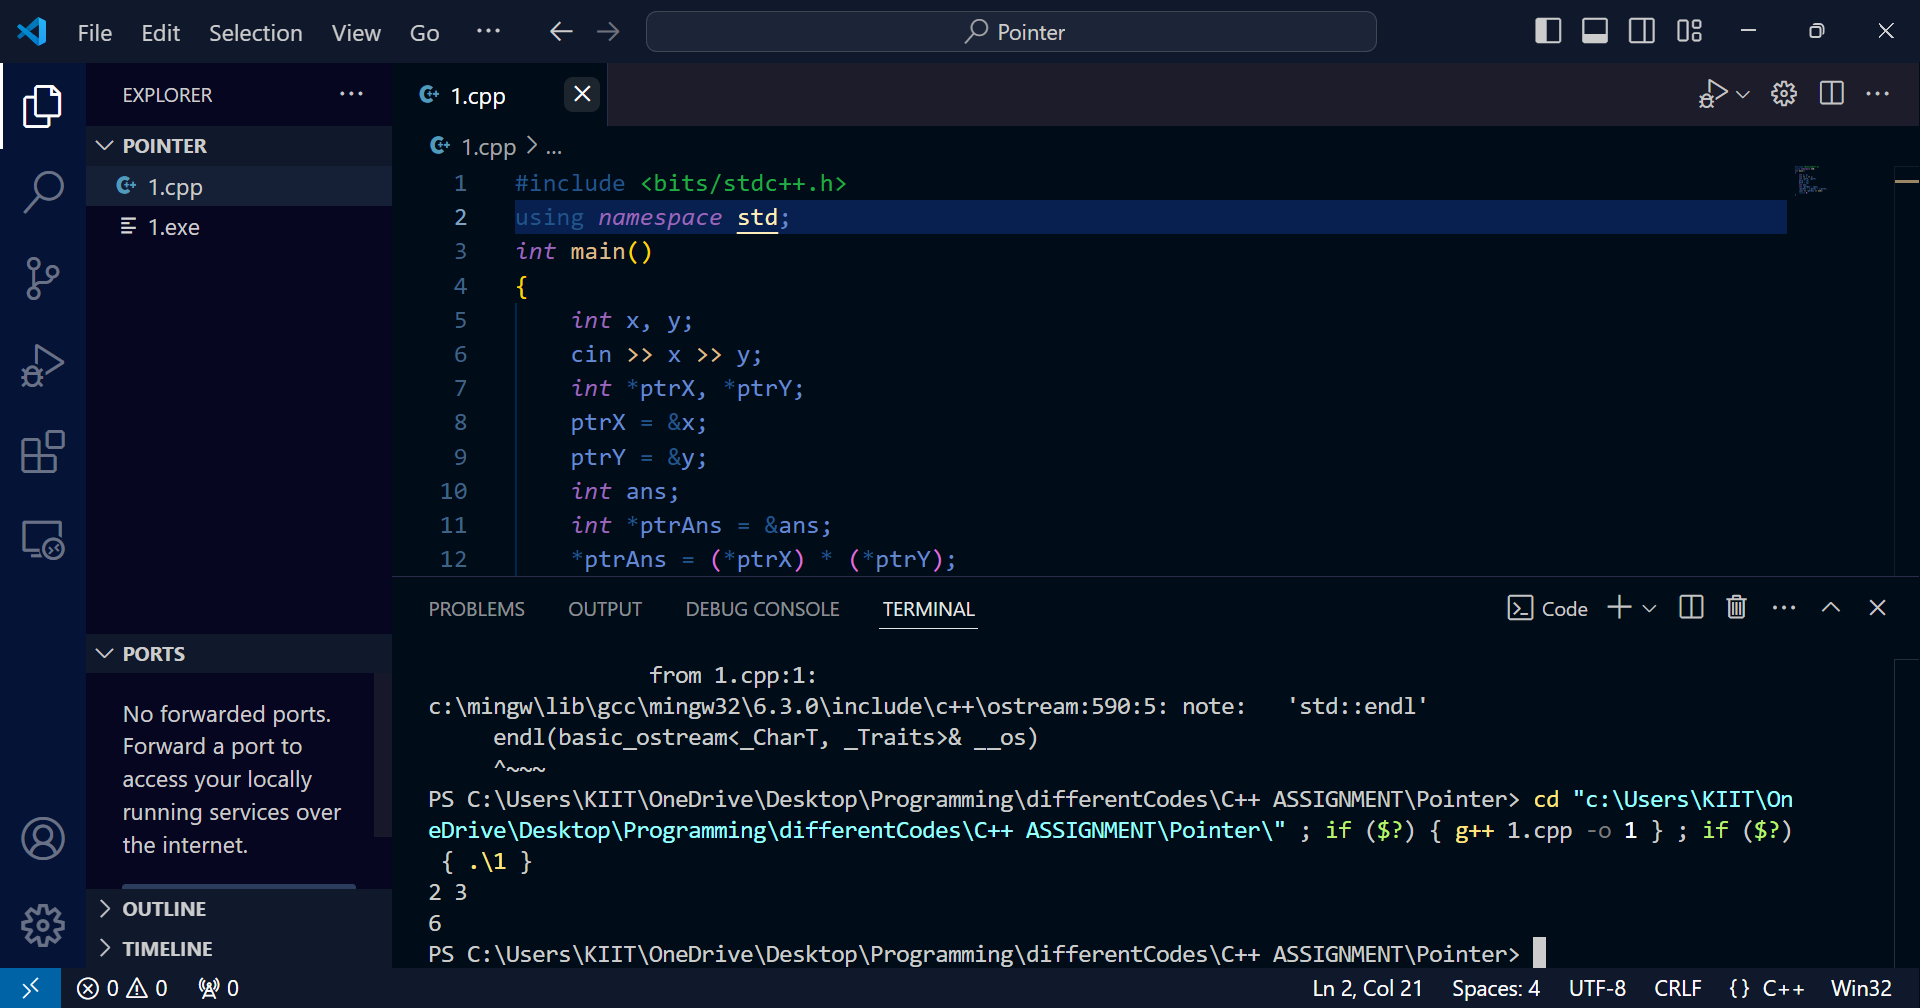 File Edit Selection View Go ··· Pointer
EXPLORER ···
POINTER
1.cpp
1.exe
PORTS
No forwarded ports.
Forward a port to
access your locally
running services over
the internet.
OUTLINE
TIMELINE
1.cpp
1.cpp > ...
1 #include <bits/stdc++.h>
2 using namespace std;
3 int main()
4 {
5 int x, y;
6 cin >> x >> y;
7 int *ptrX, *ptrY;
8 ptrX = &x;
9 ptrY = &y;
10 int ans;
11 int *ptrAns = &ans;
12 *ptrAns = (*ptrX) * (*ptrY);
PROBLEMS OUTPUT DEBUG CONSOLE TERMINAL Code
from 1.cpp:1:
c:\mingw\lib\gcc\mingw32\6.3.0\include\c++\ostream:590:5: note:   'std::endl'
endl(basic_ostream<_CharT, _Traits>& __os)
^~~~
PS C:\Users\KIIT\OneDrive\Desktop\Programming\differentCodes\C++ ASSIGNMENT\Pointer> cd "c:\Users\KIIT\On
eDrive\Desktop\Programming\differentCodes\C++ ASSIGNMENT\Pointer\" ; if ($?) { g++ 1.cpp -o 1 } ; if ($?)
{ .\1 }
2 3
6
PS C:\Users\KIIT\OneDrive\Desktop\Programming\differentCodes\C++ ASSIGNMENT\Pointer>
0 0 0 Ln 2, Col 21 Spaces: 4 UTF-8 CRLF {} C++ Win32